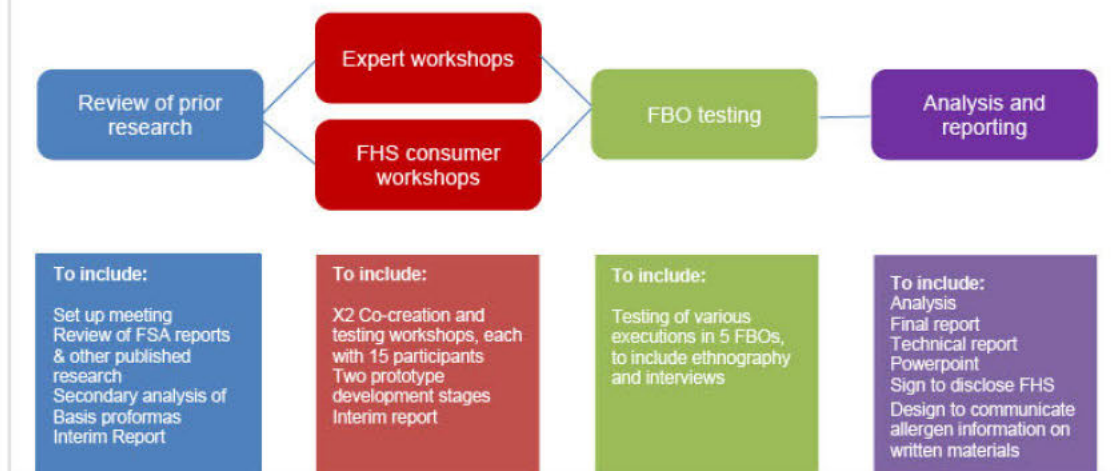 Review of prior
research
Expert workshops
FHS consumer
workshops
FBO testing
Analysis and
reporting
To include:
Set up meeting
Review of FSA reports
& other published
research
Secondary analysis of
Basis proformas
Interim Report
To include:
X2 Co-creation and
testing workshops, each
with 15 participants
Two prototype
development stages
Interim report
To include:
Testing of various
executions in 5 FBOs,
to include ethnography
and interviews
To include:
Analysis
Final report
Technical report
Powerpoint
Sign to disclose FHS
Design to communicate
allergen information on
written materials